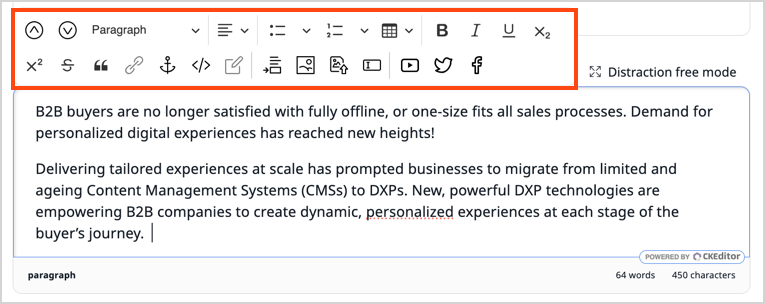 Paragraph
B I U X₂
X² S
Distraction free mode
B2B buyers are no longer satisfied with fully offline, or one-size fits all sales processes. Demand for
personalized digital experiences has reached new heights!
Delivering tailored experiences at scale has prompted businesses to migrate from limited and
ageing Content Management Systems (CMSs) to DXPs. New, powerful DXP technologies are
empowering B2B companies to create dynamic, personalized experiences at each stage of the
buyer’s journey.
POWERED BY CKEditor
paragraph 64 words 450 characters